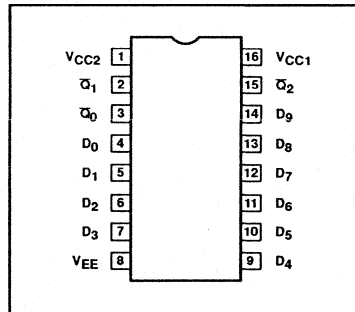 VCC2 1 16 VCC1
Q̅1 2 15 Q̅2
Q̅0 3 14 D9
D0 4 13 D8
D1 5 12 D7
D2 6 11 D6
D3 7 10 D5
VEE 8 9 D4